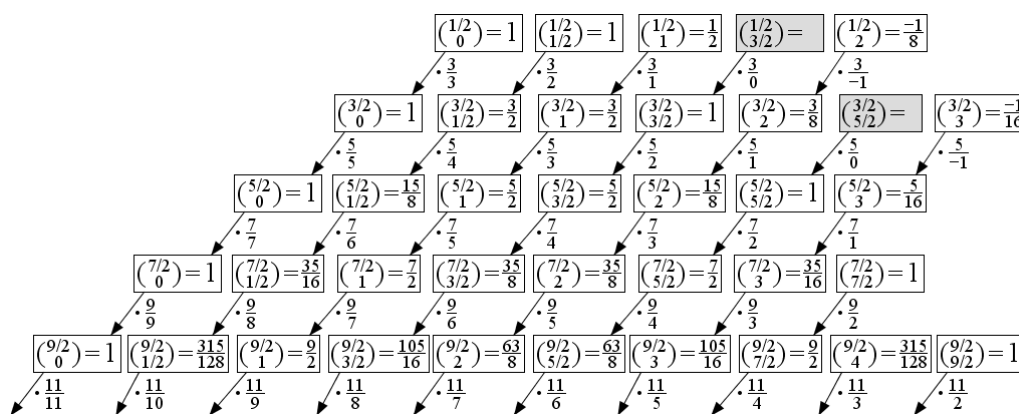 (1/2 0)=1 (1/2 1/2)=1 (1/2 1)=1/2 (1/2 3/2)= (1/2 2)=-1/8
·3/3 ·3/2 ·3/1 ·3/0 ·3/-1
(3/2 0)=1 (3/2 1/2)=3/2 (3/2 1)=3/2 (3/2 3/2)=1 (3/2 2)=3/8 (3/2 5/2)= (3/2 3)=-1/16
·5/5 ·5/4 ·5/3 ·5/2 ·5/1 ·5/0 ·5/-1
(5/2 0)=1 (5/2 1/2)=15/8 (5/2 1)=5/2 (5/2 3/2)=5/2 (5/2 2)=15/8 (5/2 5/2)=1 (5/2 3)=5/16
·7/7 ·7/6 ·7/5 ·7/4 ·7/3 ·7/2 ·7/1
(7/2 0)=1 (7/2 1/2)=35/16 (7/2 1)=7/2 (7/2 3/2)=35/8 (7/2 2)=35/8 (7/2 5/2)=7/2 (7/2 3)=35/16 (7/2 7/2)=1
·9/9 ·9/8 ·9/7 ·9/6 ·9/5 ·9/4 ·9/3 ·9/2
(9/2 0)=1 (9/2 1/2)=315/128 (9/2 1)=9/2 (9/2 3/2)=105/16 (9/2 2)=63/8 (9/2 5/2)=63/8 (9/2 3)=105/16 (9/2 7/2)=9/2 (9/2 4)=315/128 (9/2 9/2)=1
·11/11 ·11/10 ·11/9 ·11/8 ·11/7 ·11/6 ·11/5 ·11/4 ·11/3 ·11/2